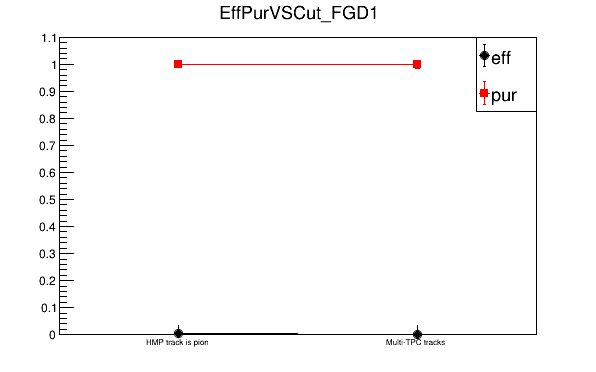 EffPurVSCut_FGD1
1.1
1
0.9
0.8
0.7
0.6
0.5
0.4
0.3
0.2
0.1
0
eff
pur
HMP track is pion
Multi-TPC tracks